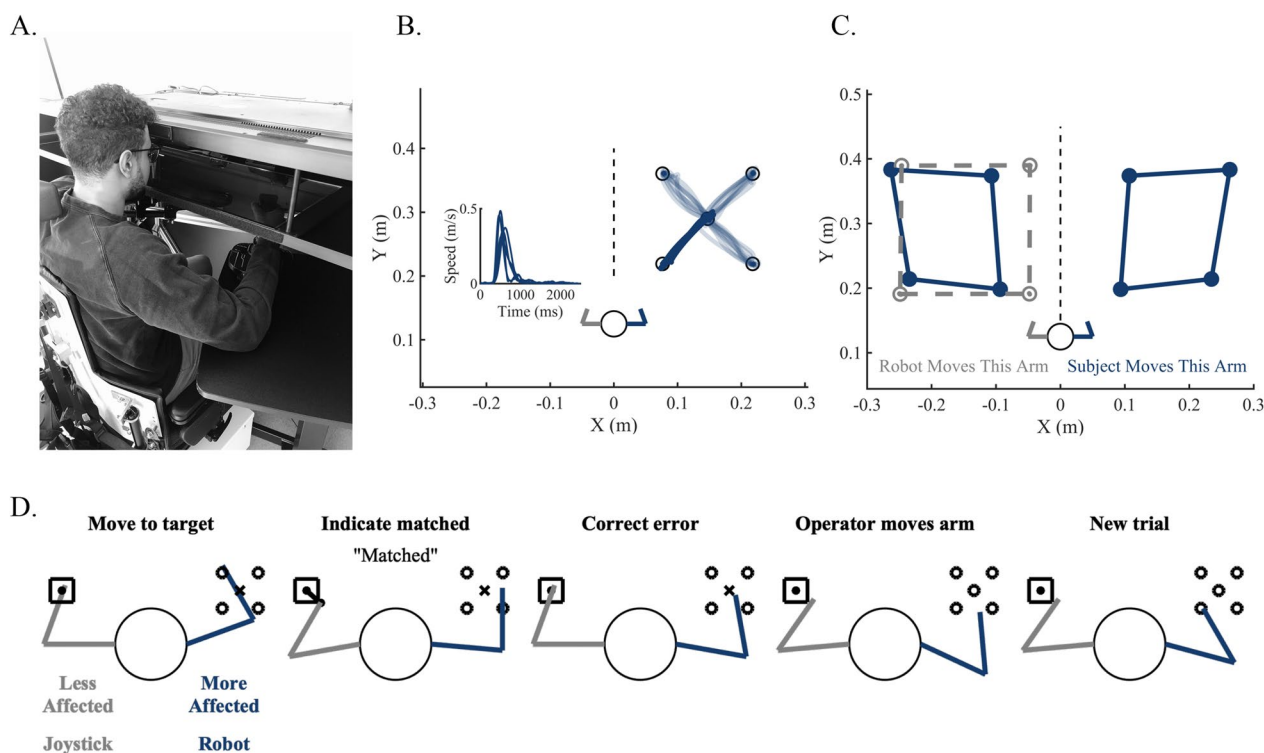 A.
B.
C.
0.4
0.3
0.2
0.1
Y (m)
0.5
0
Speed (m/s)
0
1000
2000
Time (ms)
-0.3
-0.2
-0.1
0
0.1
0.2
0.3
X (m)
0.5
0.4
0.3
0.2
0.1
Y (m)
Robot Moves This Arm
Subject Moves This Arm
-0.3
-0.2
-0.1
0
0.1
0.2
0.3
X (m)
D.
Move to target
Indicate matched
"Matched"
Correct error
Operator moves arm
New trial
Less
Affected
More
Affected
Joystick
Robot